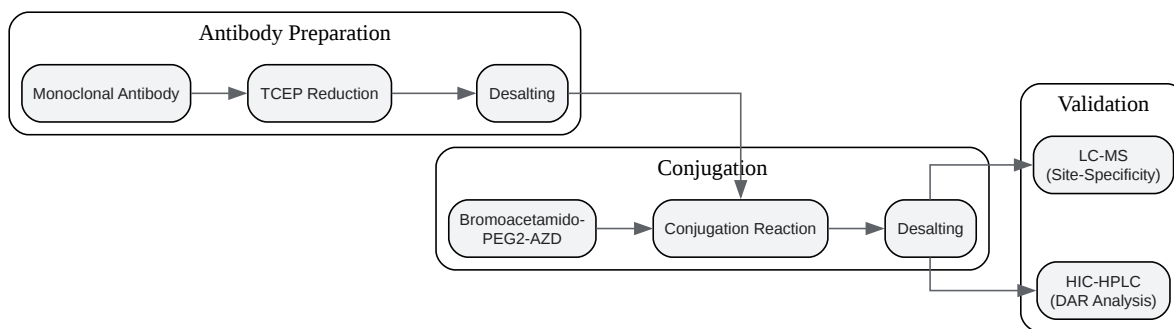 Antibody Preparation
Monoclonal Antibody
TCEP Reduction
Desalting
Conjugation
Bromoacetamido-
PEG2-AZD
Conjugation Reaction
Desalting
Validation
LC-MS
(Site-Specificity)
HIC-HPLC
(DAR Analysis)